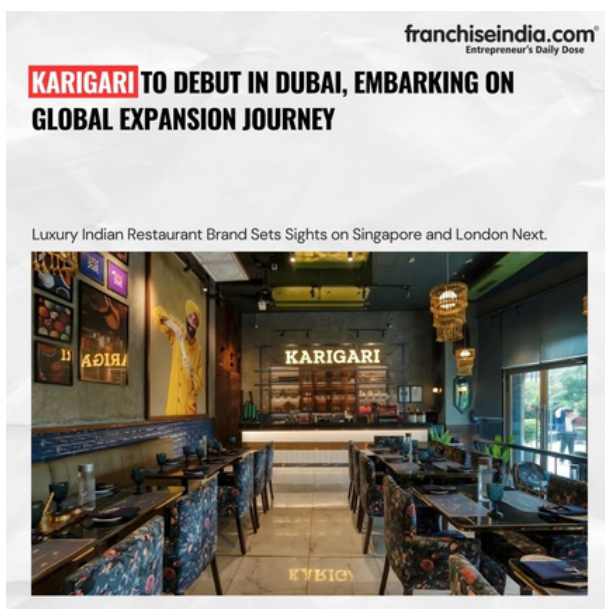 franchiseindia.com
Entrepreneur's Daily Dose
KARIGARI TO DEBUT IN DUBAI, EMBARKING ON
GLOBAL EXPANSION JOURNEY
Luxury Indian Restaurant Brand Sets Sights on Singapore and London Next.
KARIGARI